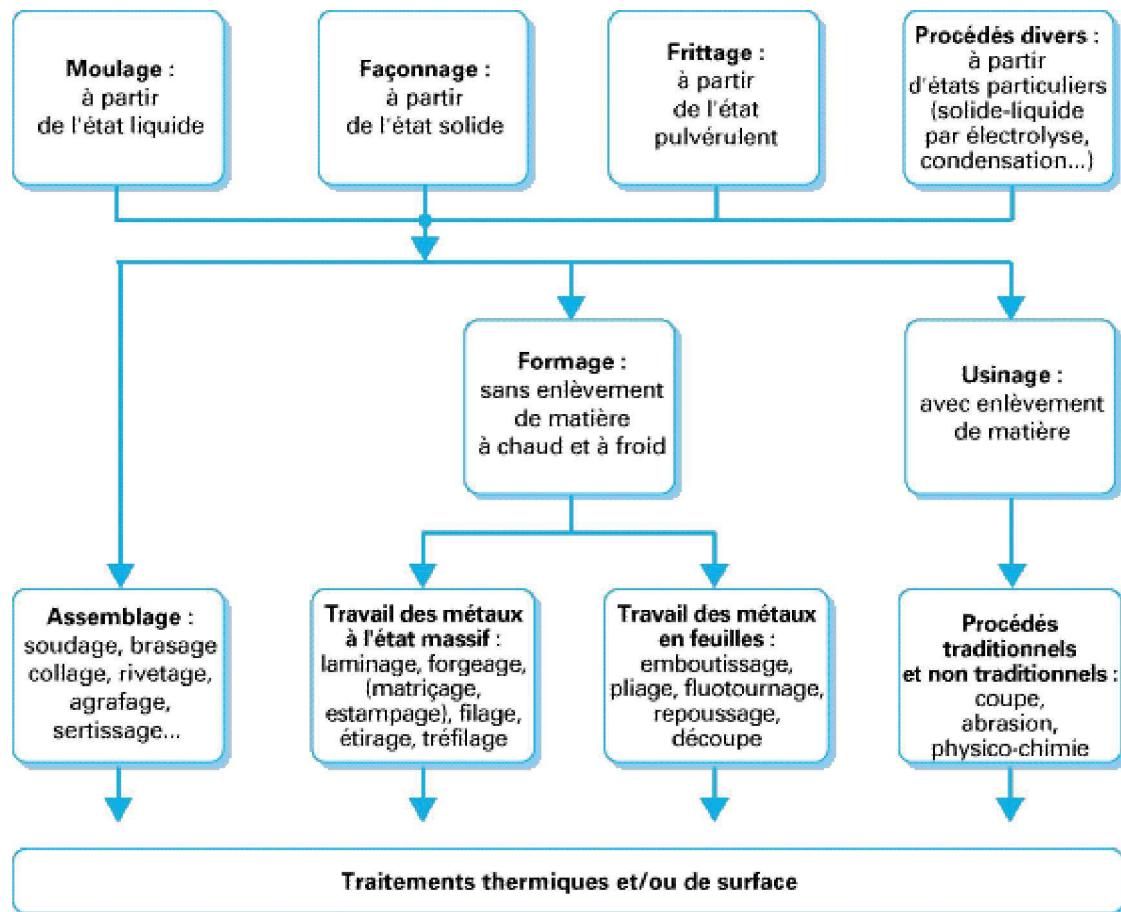 Moulage :
à partir
de l'état liquide
Façonnage :
à partir
de l'état solide
Frittage :
à partir
de l'état
pulvérulent
Procédés divers :
à partir
d'états particuliers
(solide-liquide
par électrolyse,
condensation...)
Formage :
sans enlèvement
de matière
à chaud et à froid
Usinage :
avec enlèvement
de matière
Assemblage :
soudage, brasage
collage, rivetage,
agrafage,
sertissage...
Travail des métaux
à l'état massif :
laminage, forgeage,
(matriçage,
estampage), filage,
étirage, tréfilage
Travail des métaux
en feuilles :
emboutissage,
pliage, fluotournage,
repoussage,
découpe
Procédés
traditionnels
et non traditionnels :
coupe,
abrasion,
physico-chimie
Traitements thermiques et/ou de surface